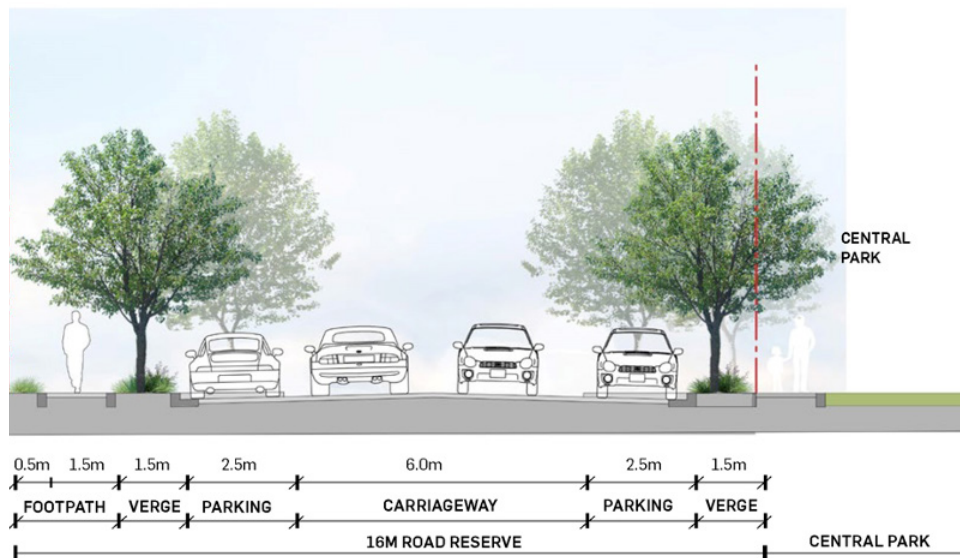 CENTRAL
PARK
0.5m 1.5m 1.5m 2.5m 6.0m 2.5m 1.5m
FOOTPATH VERGE PARKING CARRIAGEWAY PARKING VERGE
16M ROAD RESERVE CENTRAL PARK